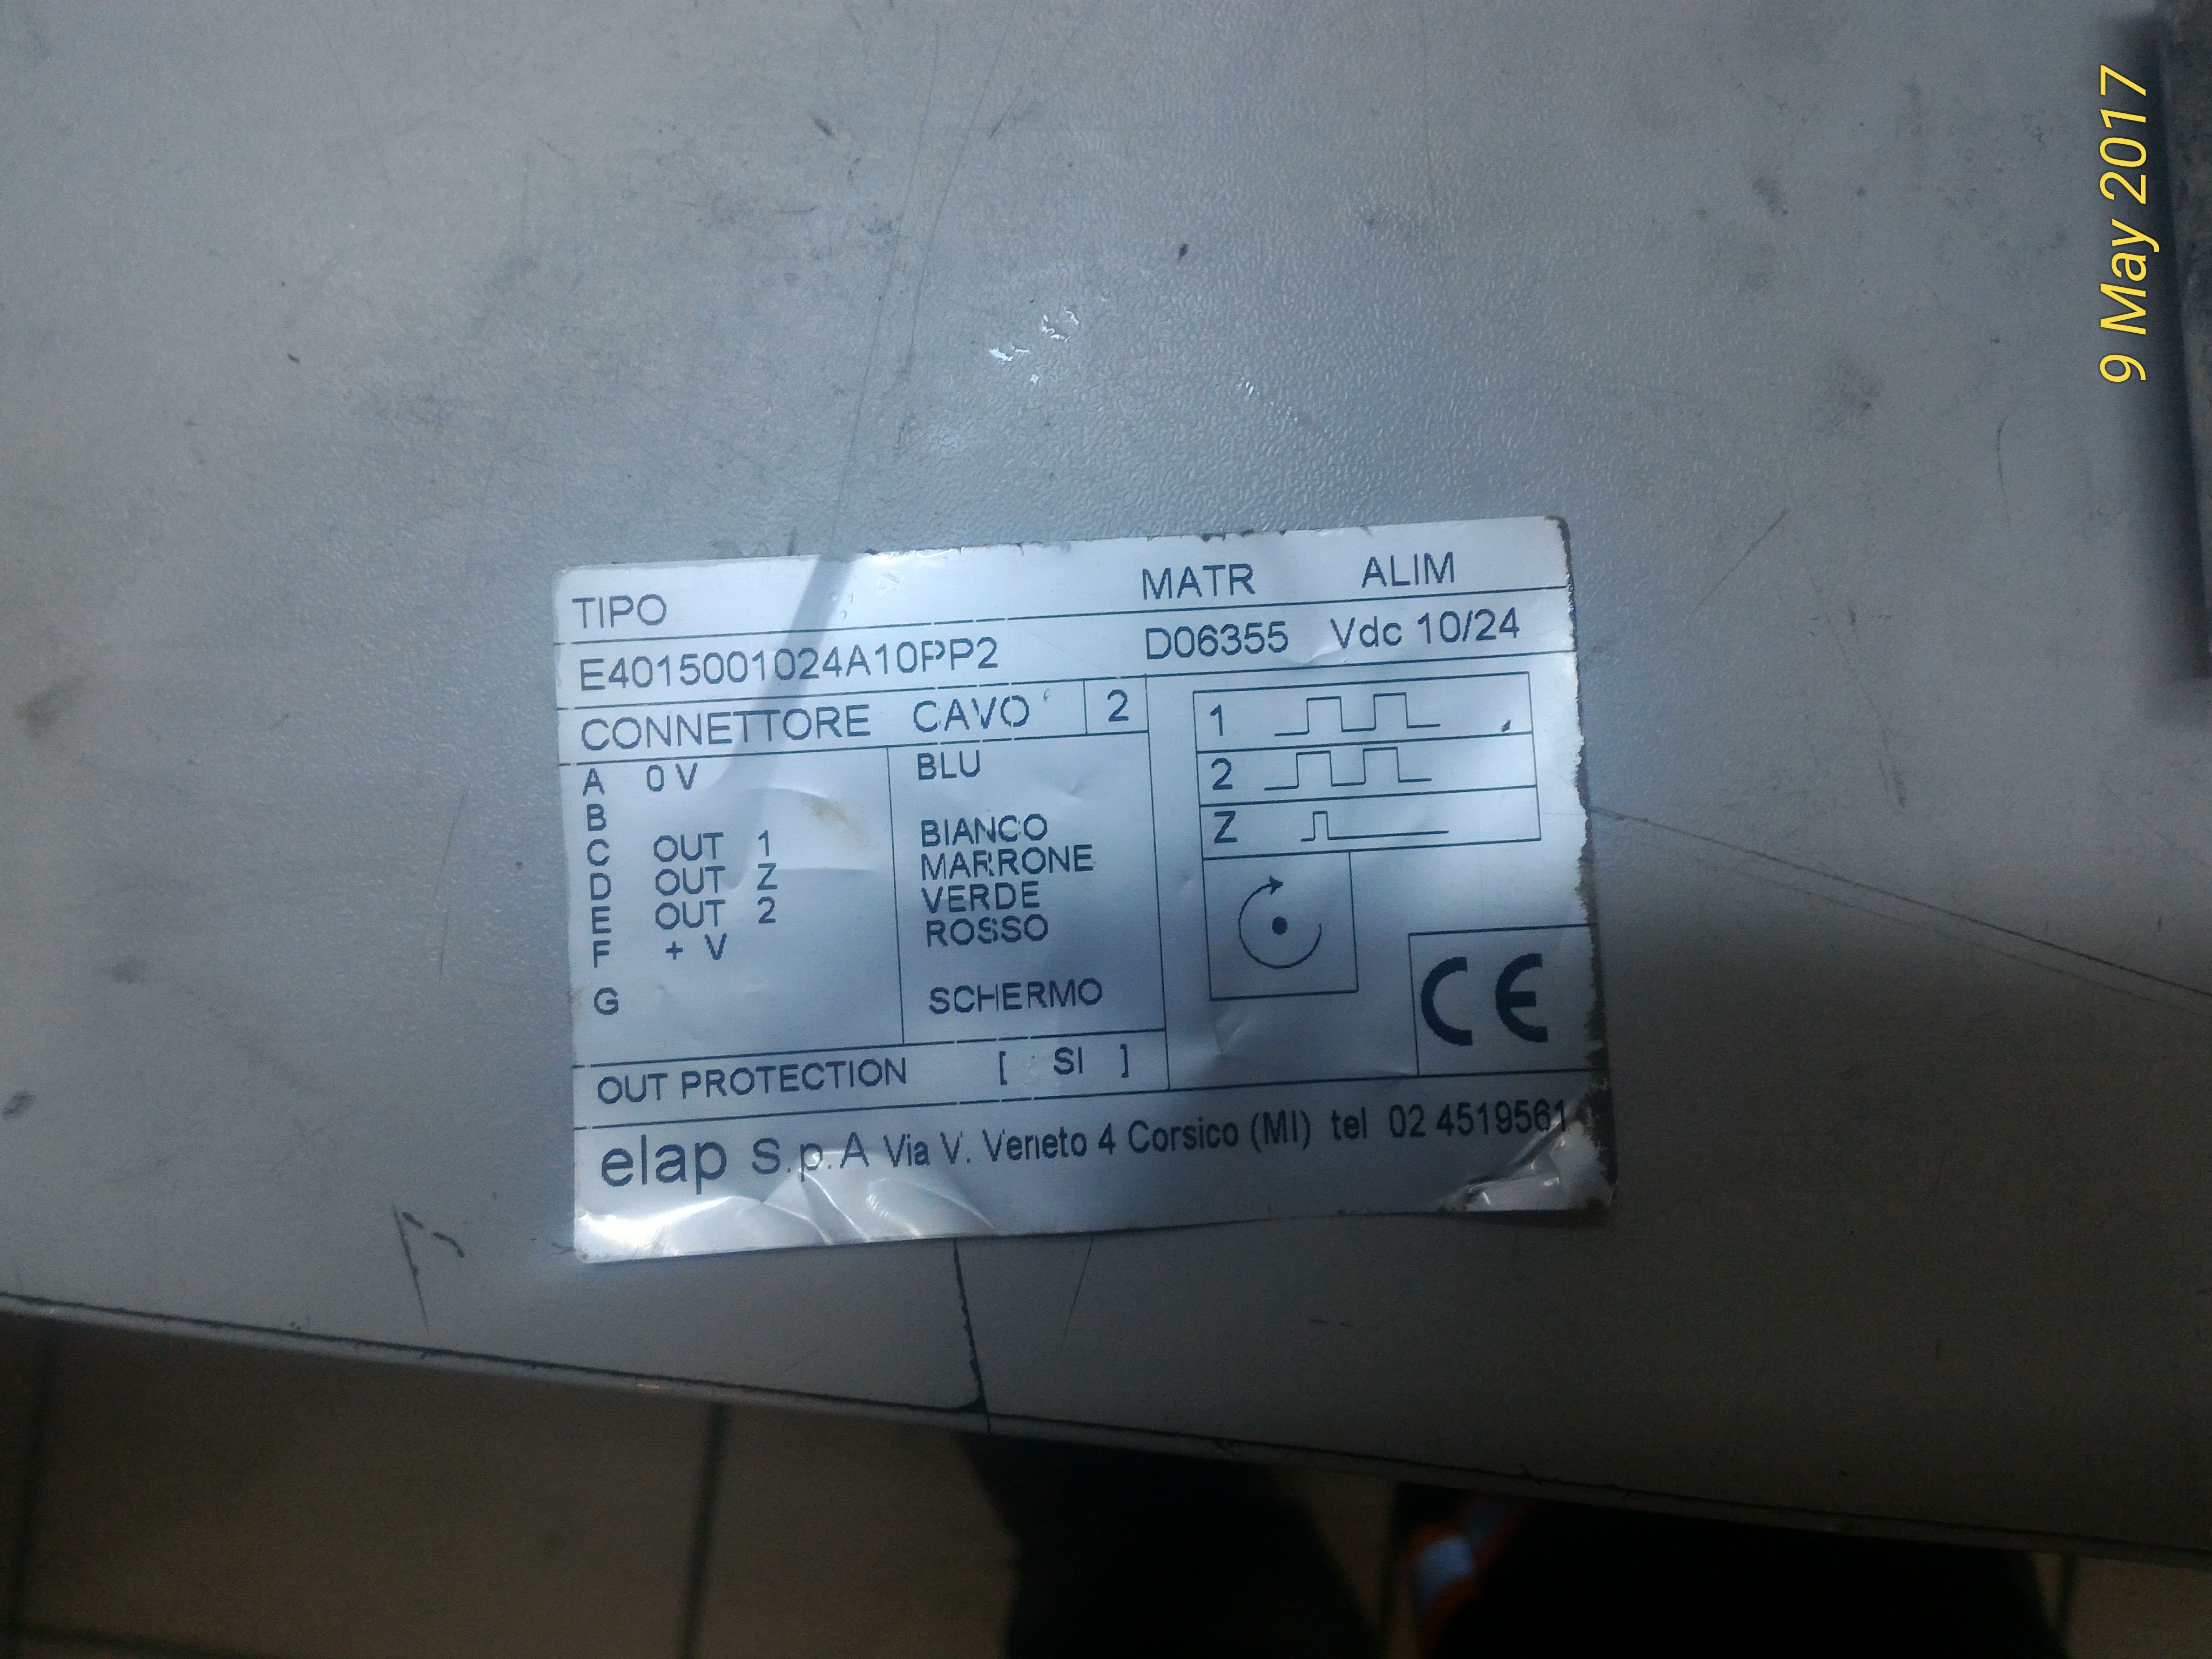 9 May 2017
TIPO MATR ALIM
E4015001024A10PP2 D06355 Vdc 10/24
CONNETTORE CAVO 2
A 0 V BLU
B
C OUT 1 BIANCO
D OUT Z MARRONE
E OUT 2 VERDE
F + V ROSSO
G SCHERMO
OUT PROTECTION [ SI ]
1
2
Z
CE
elap s.p.A Via V. Veneto 4 Corsico (MI) tel 02 4519561